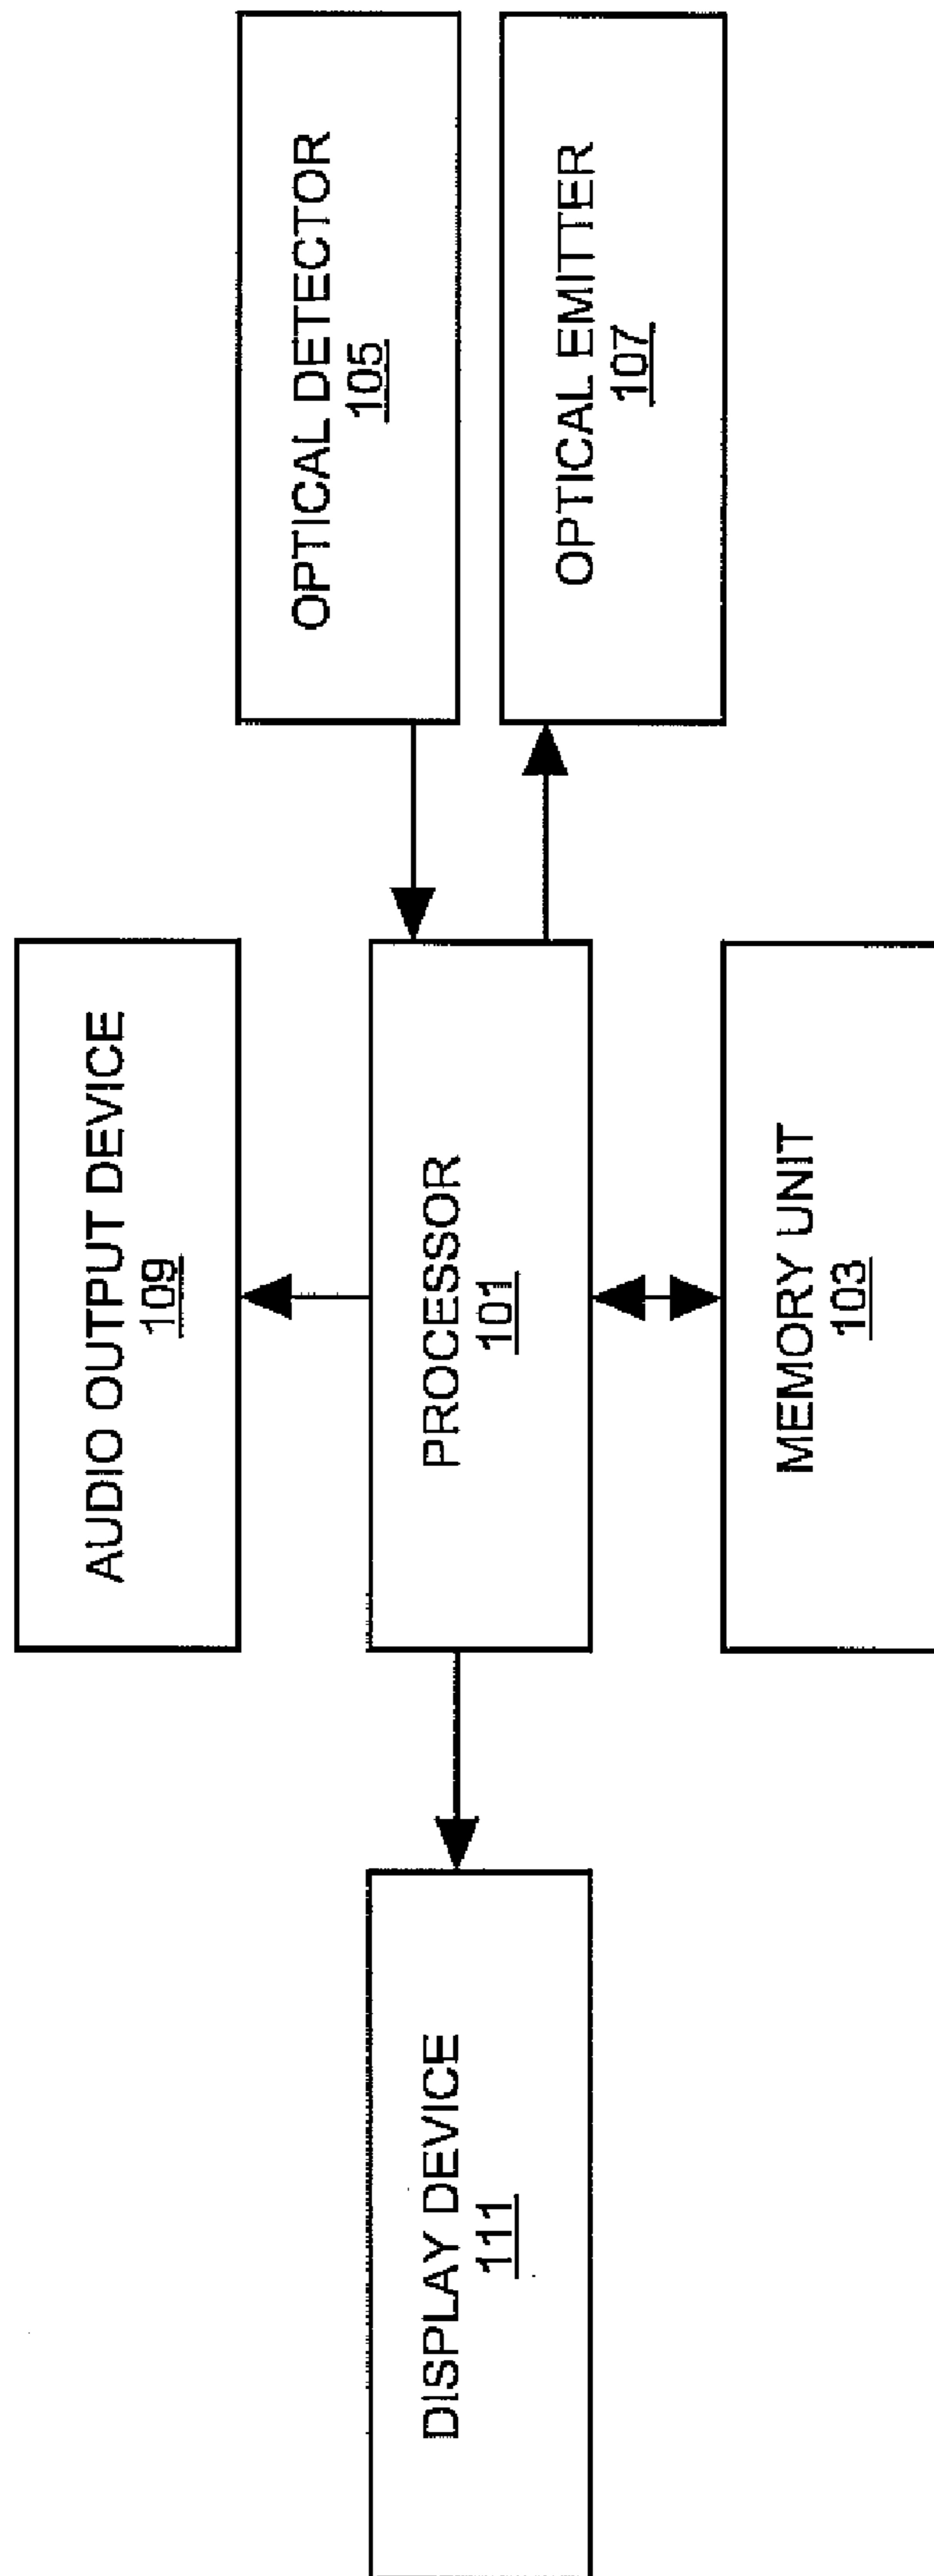 AUDIO OUTPUT DEVICE
109
OPTICAL DETECTOR
105
DISPLAY DEVICE
111
PROCESSOR
101
OPTICAL EMITTER
107
MEMORY UNIT
103